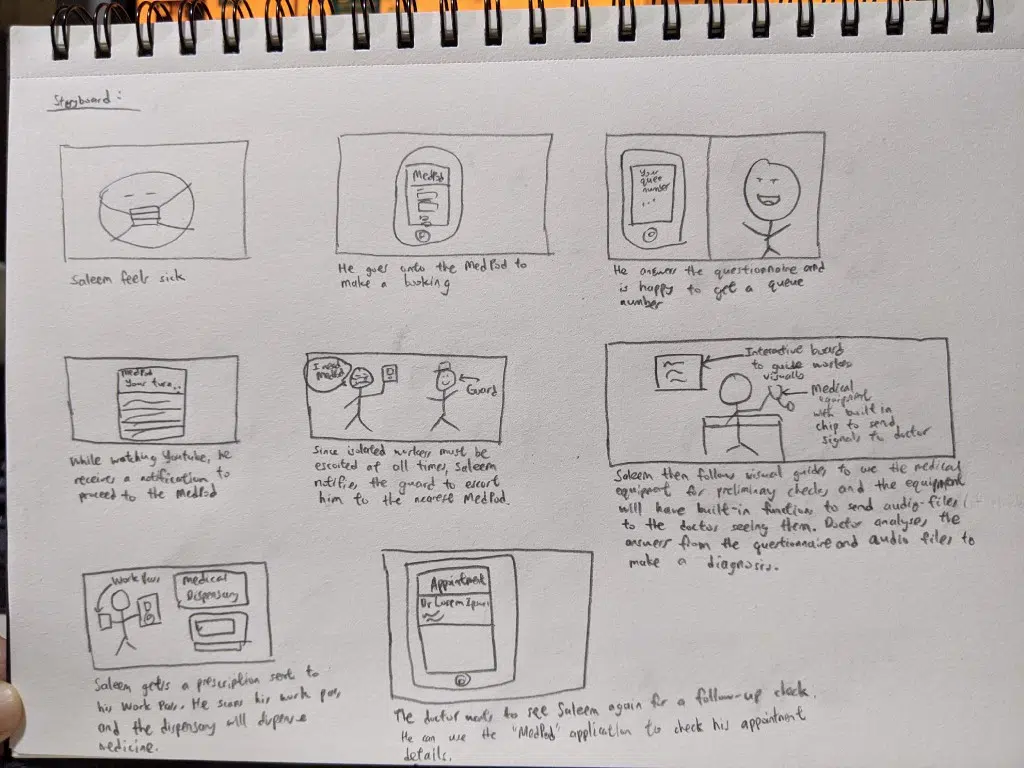 Storyboard:
Saleem feels sick
MedPod
He goes onto the MedPod to
make a booking
Your
queue
number
...
He answers the questionnaire and
is happy to get a queue
number
MedPod
Your turn..
While watching Youtube, he
receives a notification to
proceed to the MedPod
I need
MedPod
Guard
Since isolated workers must be
escorted at all times, Saleem
notifies the guard to escort
him to the nearest MedPod.
Interactive board
to guide workers
visually
Medical
equipment
with built in
chip to send
signals to doctor
Saleem then follows visual guides to use the medical
equipment for preliminary checks, and the equipment
will have built-in function to send audio-files
to the doctor seeing them. Doctor analyses the
answers from the questionnaire and audio files to
make a diagnosis.
Work Pass
Medical
Dispensary
Saleem gets a prescription sent to
his Work Pass. He scans his work pass,
and the dispensary will dispense
medicine.
Appointment
Dr Lorem Ipsum
The doctor wants to see Saleem again for a follow-up check.
He can use the "MedPod" application to check his appointment
details.